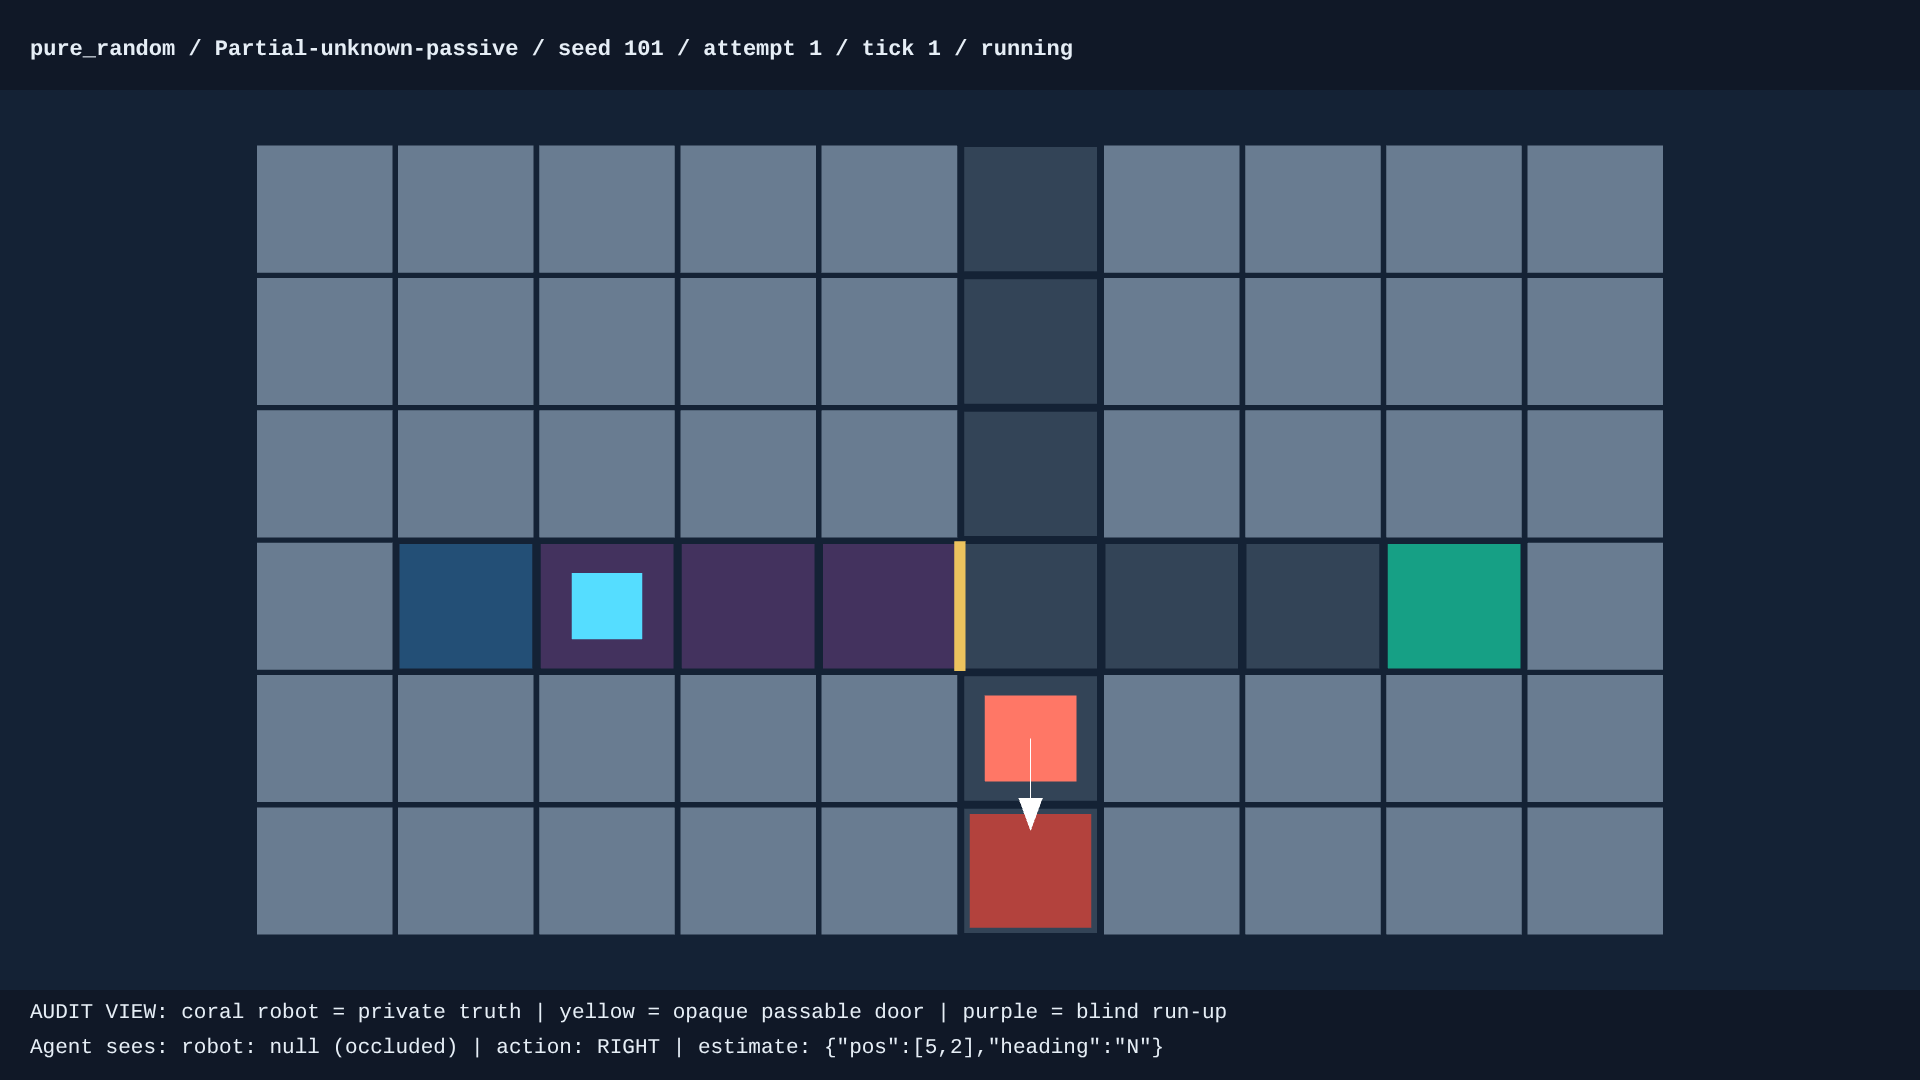 pure_random / Partial-unknown-passive / seed 101 / attempt 1 / tick 1 / running
AUDIT VIEW: coral robot = private truth | yellow = opaque passable door | purple = blind run-up
Agent sees: robot: null (occluded) | action: RIGHT | estimate: {"pos":[5,2],"heading":"N"}